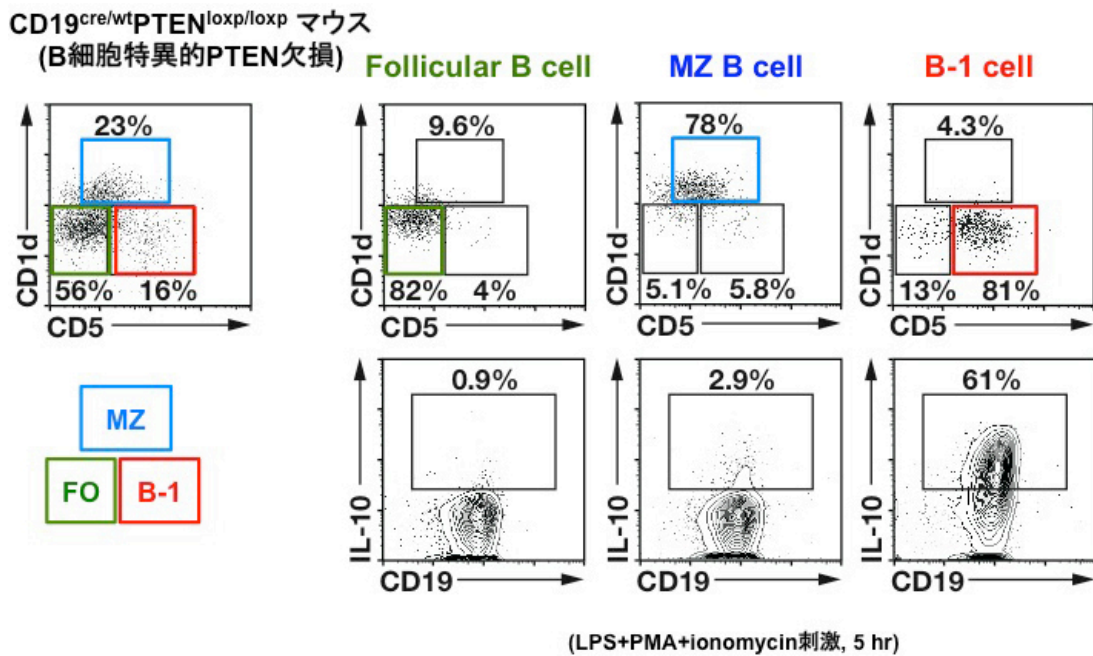 CD19cre/wtPTENloxp/loxp マウス
(B細胞特異的PTEN欠損)
Follicular B cell
MZ B cell
B-1 cell
23%
CD1d
56%
16%
CD5
9.6%
CD1d
82%
4%
CD5
78%
CD1d
5.1%
5.8%
CD5
4.3%
CD1d
13%
81%
CD5
MZ
FO
B-1
0.9%
IL-10
CD19
2.9%
IL-10
CD19
61%
IL-10
CD19
(LPS+PMA+ionomycin刺激, 5 hr)